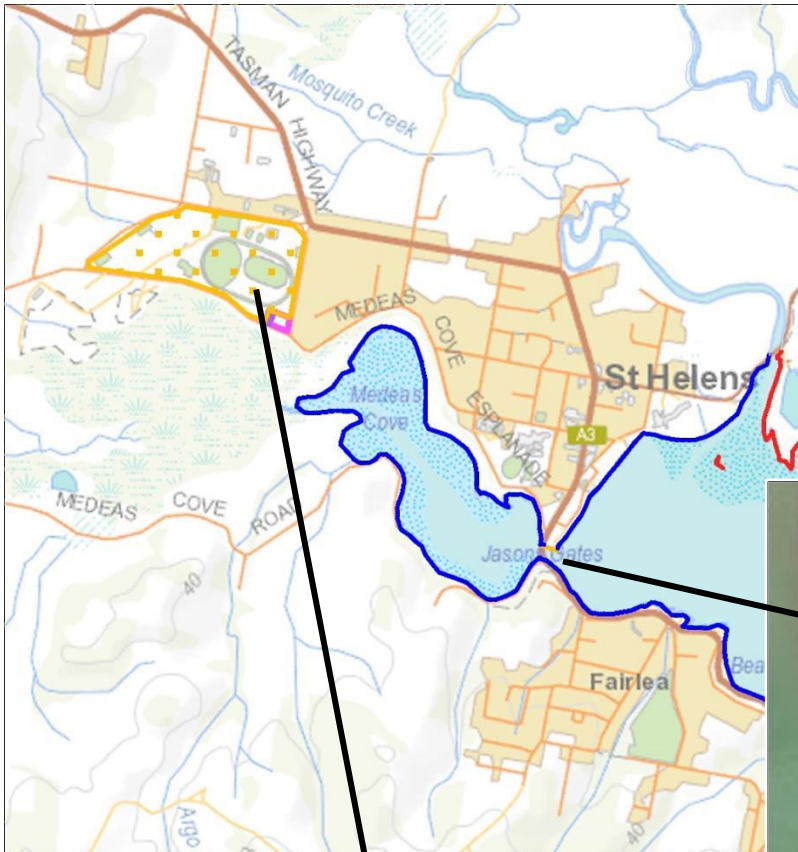 TASMAN HIGHWAY
Mosquito Creek
MEDEAS COVE ESPLANADE
St Helens
Medeas
Cove
A3
MEDEAS COVE ROAD
Jasons Gates
40
Fairlea
Bea
Argo
40